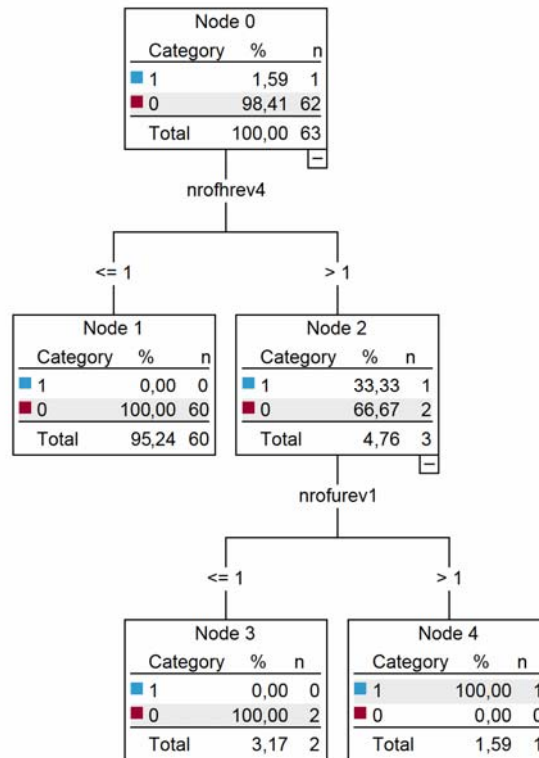 Node 0
Category % n
1 1,59 1
0 98,41 62
Total 100,00 63
nrofhrev4
<= 1
> 1
Node 1
Category % n
1 0,00 0
0 100,00 60
Total 95,24 60
Node 2
Category % n
1 33,33 1
0 66,67 2
Total 4,76 3
nrofurev1
<= 1
> 1
Node 3
Category % n
1 0,00 0
0 100,00 2
Total 3,17 2
Node 4
Category % n
1 100,00 1
0 0,00 0
Total 1,59 1